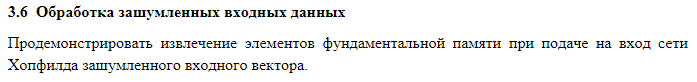 3.6 Обработка зашумленных входных данных
Продемонстрировать извлечение элементов фундаментальной памяти при подаче на вход сети
Хопфилда зашумленного входного вектора.